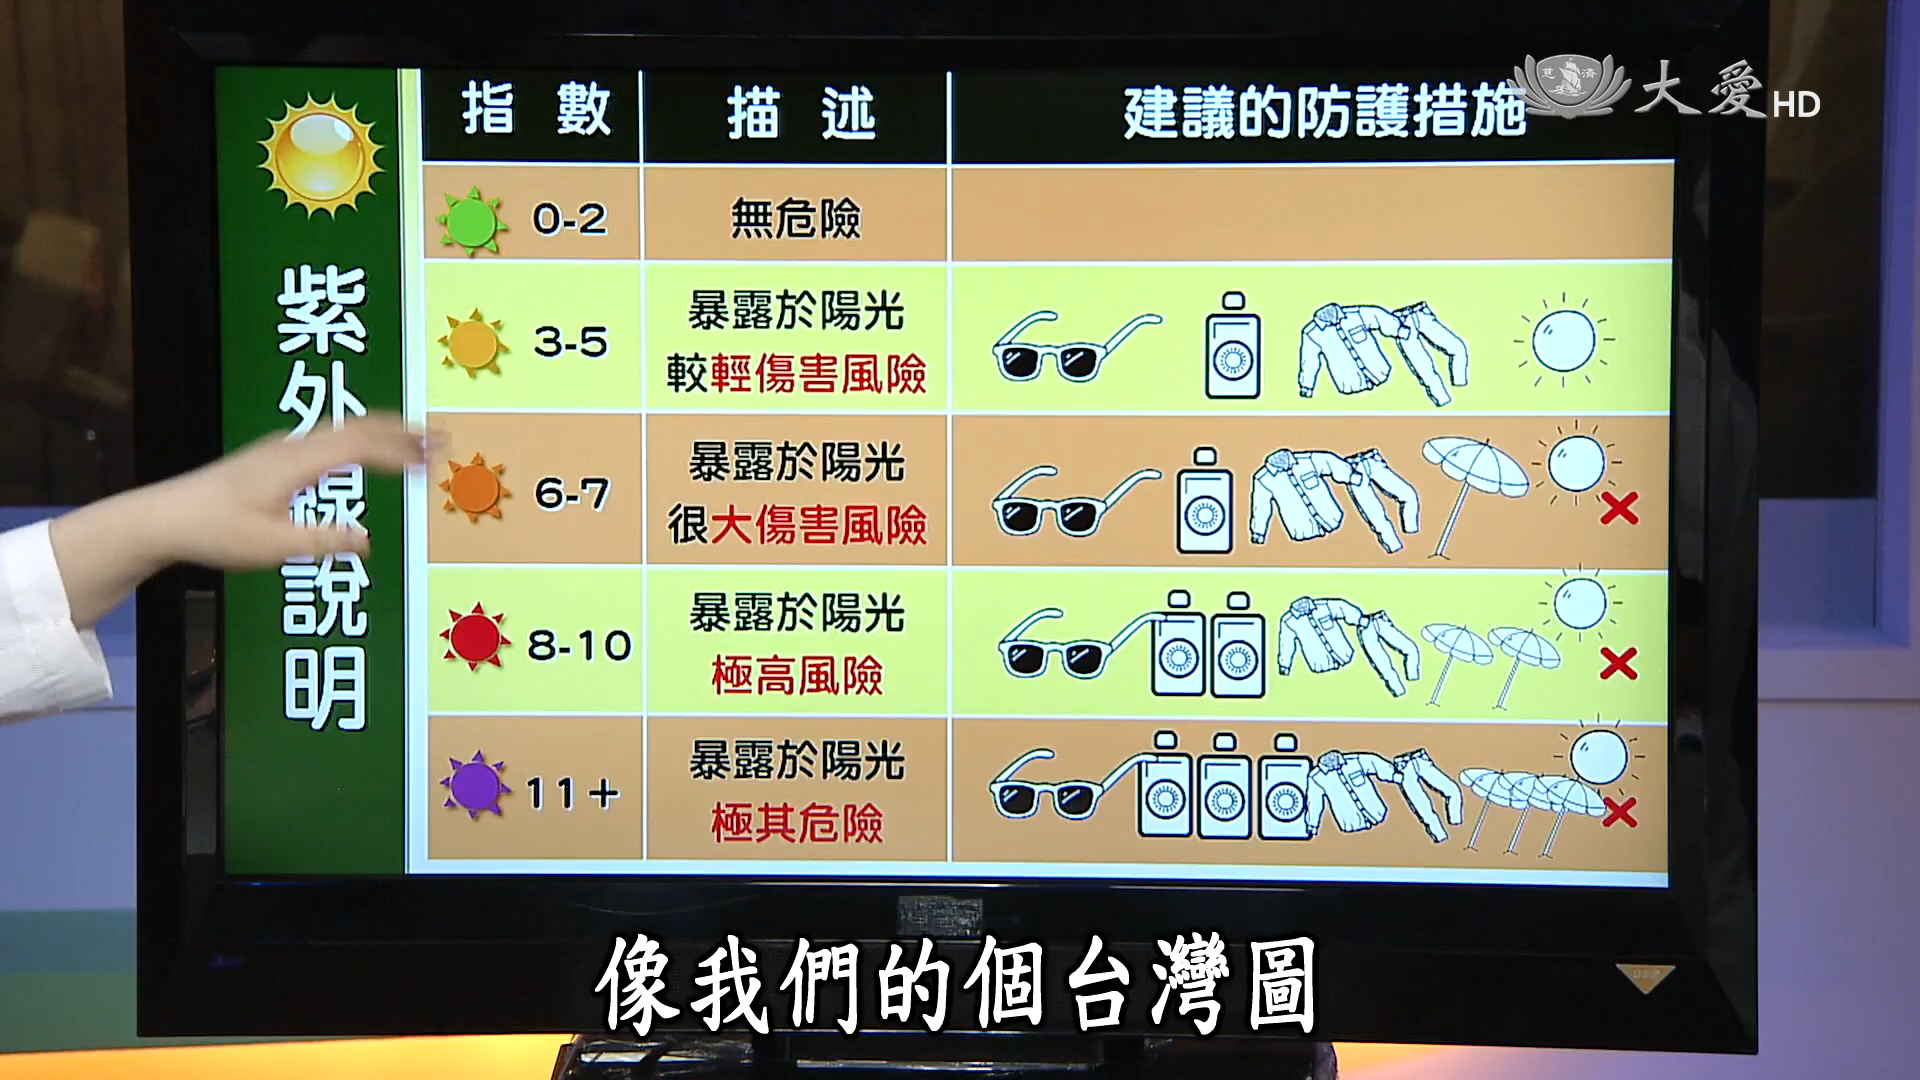 慈 濟
大愛HD
紫外線說明
指數 描述 建議的防護措施
0-2 無危險
3-5 暴露於陽光
較輕傷害風險
6-7 暴露於陽光
很大傷害風險
8-10 暴露於陽光
極高風險
11+ 暴露於陽光
極其危險
像我們的個台灣圖